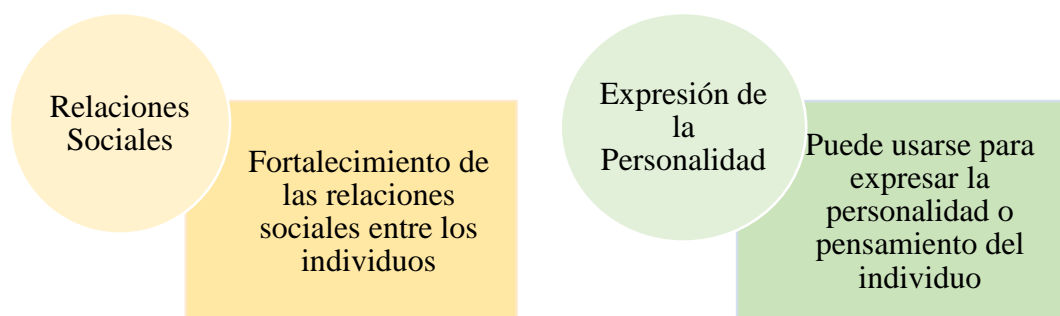 Relaciones
Sociales
Fortalecimiento de
las relaciones
sociales entre los
individuos
Expresión de
la
Personalidad
Puede usarse para
expresar la
personalidad o
pensamiento del
individuo